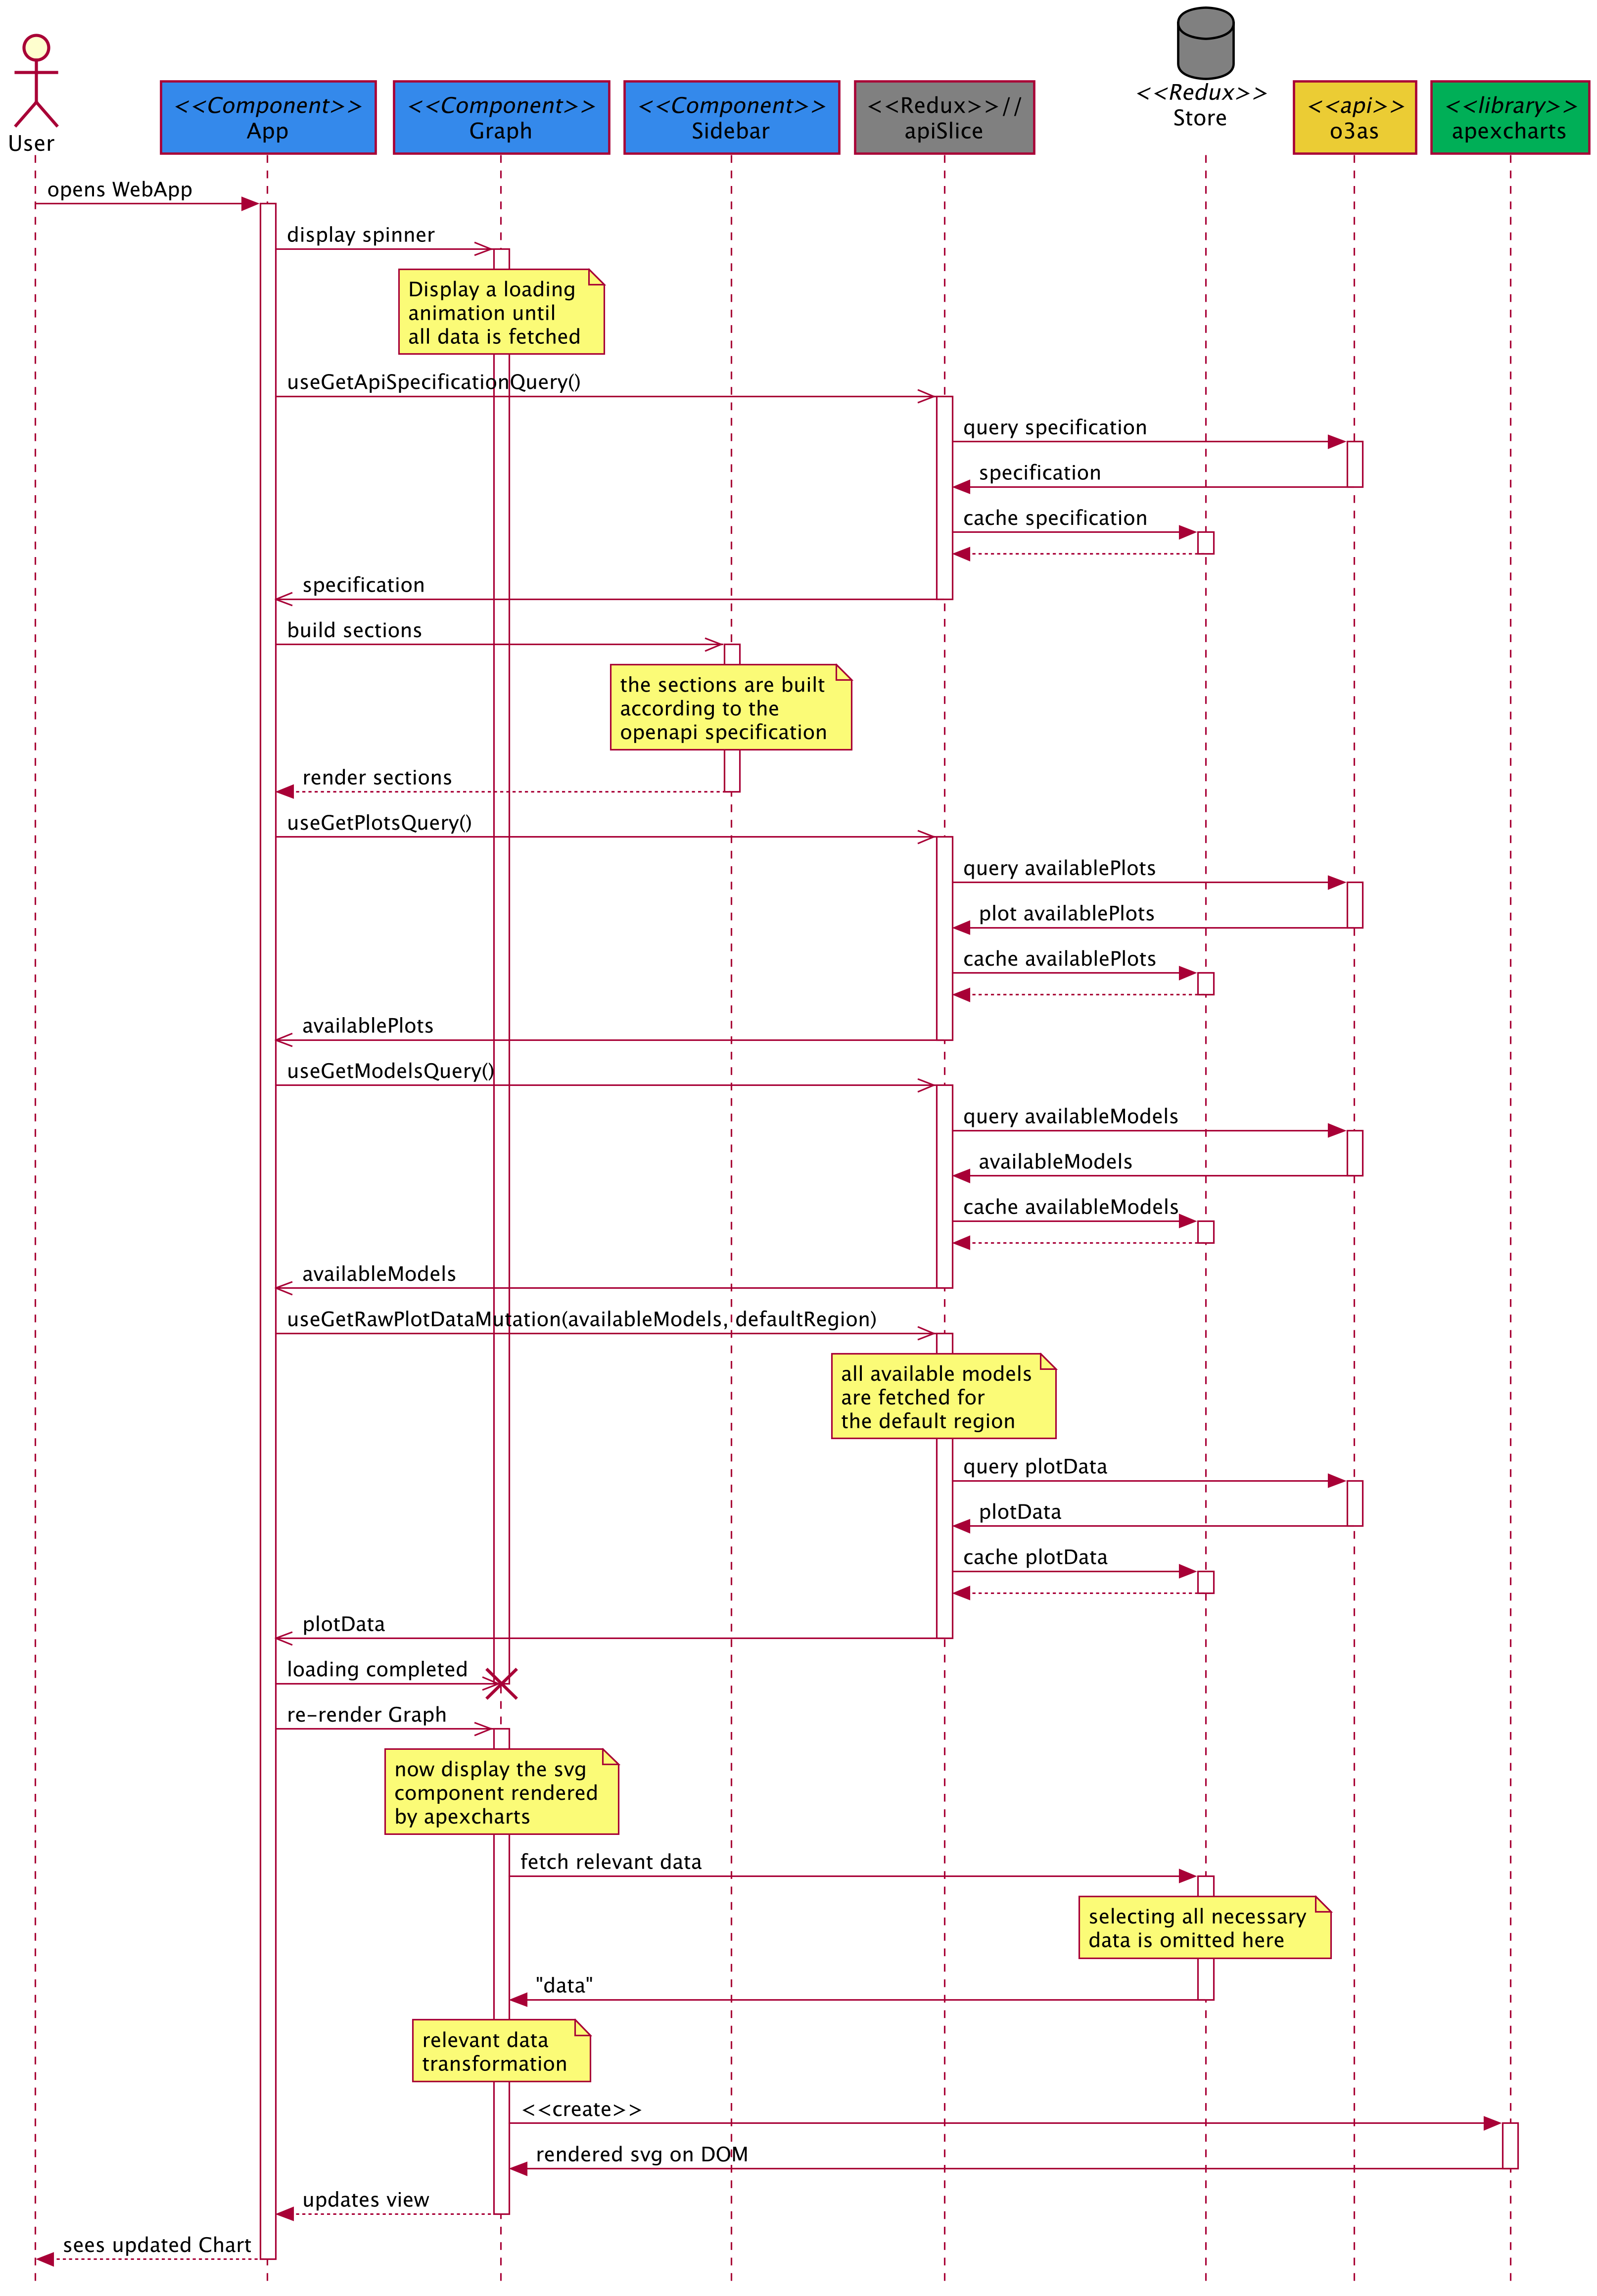 User
<<Component>>
App
<<Component>>
Graph
<<Component>>
Sidebar
<<Redux>>//
apiSlice
<<Redux>>
Store
<<api>>
o3as
<<library>>
apexcharts
opens WebApp
display spinner
Display a loading
animation until
all data is fetched
useGetApiSpecificationQuery()
query specification
specification
cache specification
specification
build sections
the sections are built
according to the
openapi specification
render sections
useGetPlotsQuery()
query availablePlots
plot availablePlots
cache availablePlots
availablePlots
useGetModelsQuery()
query availableModels
availableModels
cache availableModels
availableModels
useGetRawPlotDataMutation(availableModels, defaultRegion)
all available models
are fetched for
the default region
query plotData
plotData
cache plotData
plotData
loading completed
re-render Graph
now display the svg
component rendered
by apexcharts
fetch relevant data
selecting all necessary
data is omitted here
"data"
relevant data
transformation
<<create>>
rendered svg on DOM
updates view
sees updated Chart